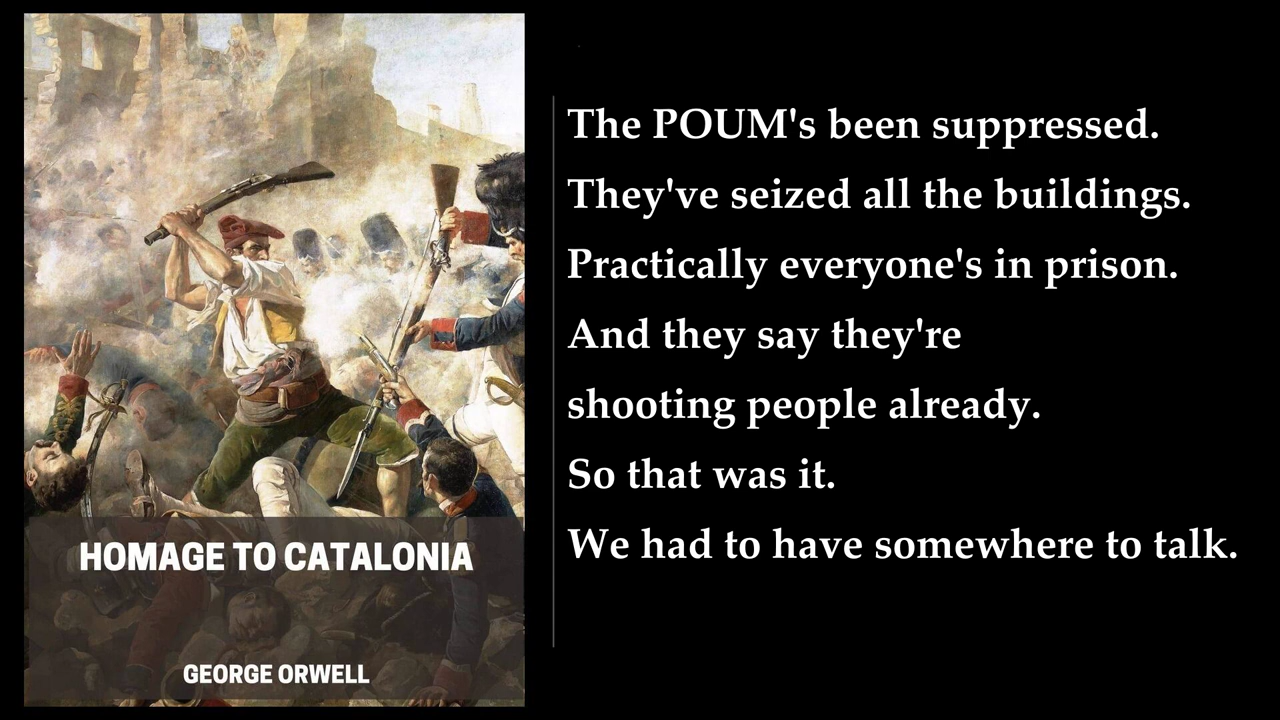 HOMAGE TO CATALONIA
GEORGE ORWELL
The POUM's been suppressed.
They've seized all the buildings.
Practically everyone's in prison.
And they say they're
shooting people already.
So that was it.
We had to have somewhere to talk.